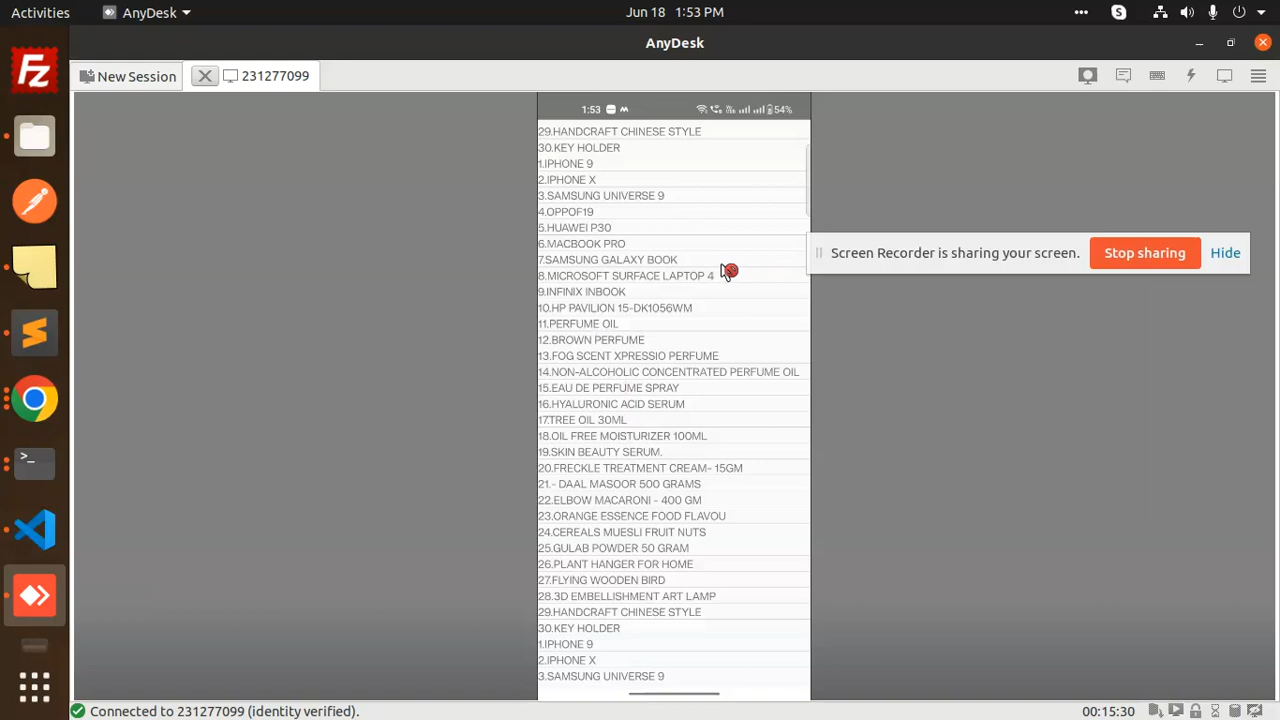 Activities
AnyDesk
Jun 18 1:53 PM
AnyDesk
New Session
231277099
1:53
54%
29.HANDCRAFT CHINESE STYLE
30.KEY HOLDER
1.IPHONE 9
2.IPHONE X
3.SAMSUNG UNIVERSE 9
4.OPPOF19
5.HUAWEI P30
6.MACBOOK PRO
7.SAMSUNG GALAXY BOOK
8.MICROSOFT SURFACE LAPTOP 4
9.INFINIX INBOOK
10.HP PAVILION 15-DK1056WM
11.PERFUME OIL
12.BROWN PERFUME
13.FOG SCENT XPRESSIO PERFUME
14.NON-ALCOHOLIC CONCENTRATED PERFUME OIL
15.EAU DE PERFUME SPRAY
16.HYALURONIC ACID SERUM
17.TREE OIL 30ML
18.OIL FREE MOISTURIZER 100ML
19.SKIN BEAUTY SERUM.
20.FRECKLE TREATMENT CREAM- 15GM
21.- DAAL MASOOR 500 GRAMS
22.ELBOW MACARONI - 400 GM
23.ORANGE ESSENCE FOOD FLAVOU
24.CEREALS MUESLI FRUIT NUTS
25.GULAB POWDER 50 GRAM
26.PLANT HANGER FOR HOME
27.FLYING WOODEN BIRD
28.3D EMBELLISHMENT ART LAMP
29.HANDCRAFT CHINESE STYLE
30.KEY HOLDER
1.IPHONE 9
2.IPHONE X
3.SAMSUNG UNIVERSE 9
Screen Recorder is sharing your screen.
Stop sharing
Hide
Connected to 231277099 (identity verified).
00:15:30